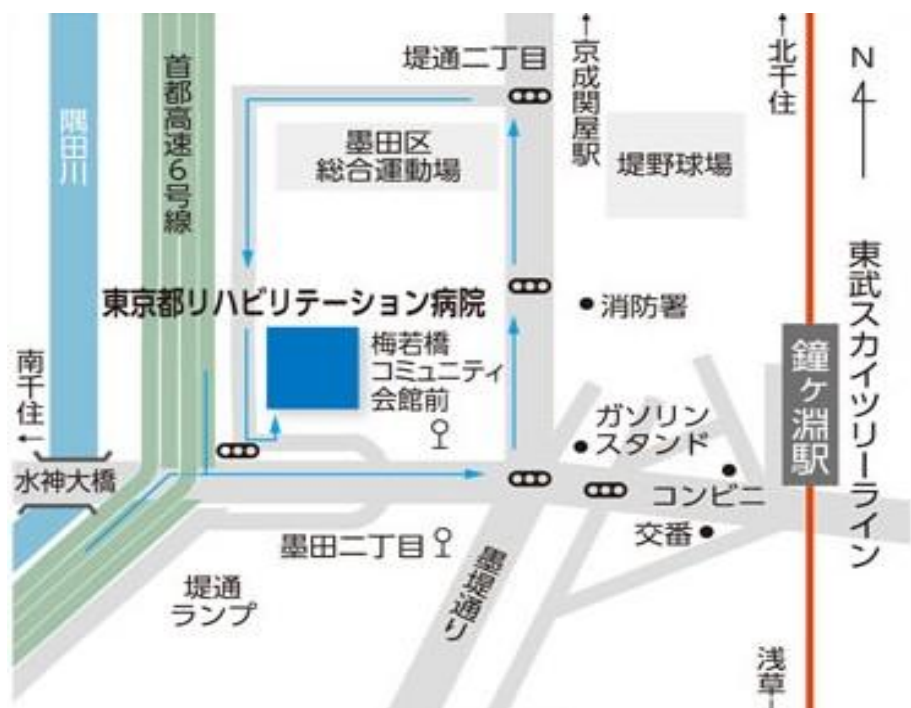 堤通二丁目
↑京成関屋駅
↑北千住
N
首都高速6号線
隅田川
墨田区
総合運動場
堤野球場
東武スカイツリーライン
東京都リハビリテーション病院
消防署
梅若橋
コミュニティ
会館前
南千住
←
鐘ヶ淵駅
ガソリン
スタンド
水神大橋
コンビニ
交番
墨田二丁目
墨堤通り
堤通
ランプ
浅草→